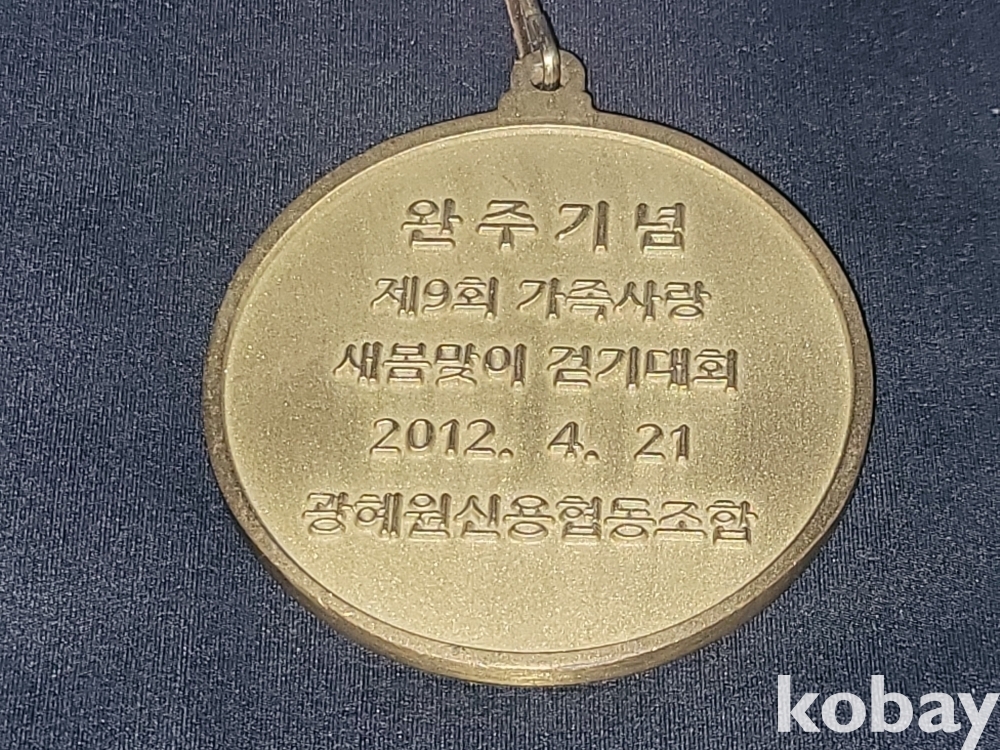 완주기념
제9회 가족사랑
새봄맞이 걷기대회
2012. 4. 21
광혜원신용협동조합
kobay